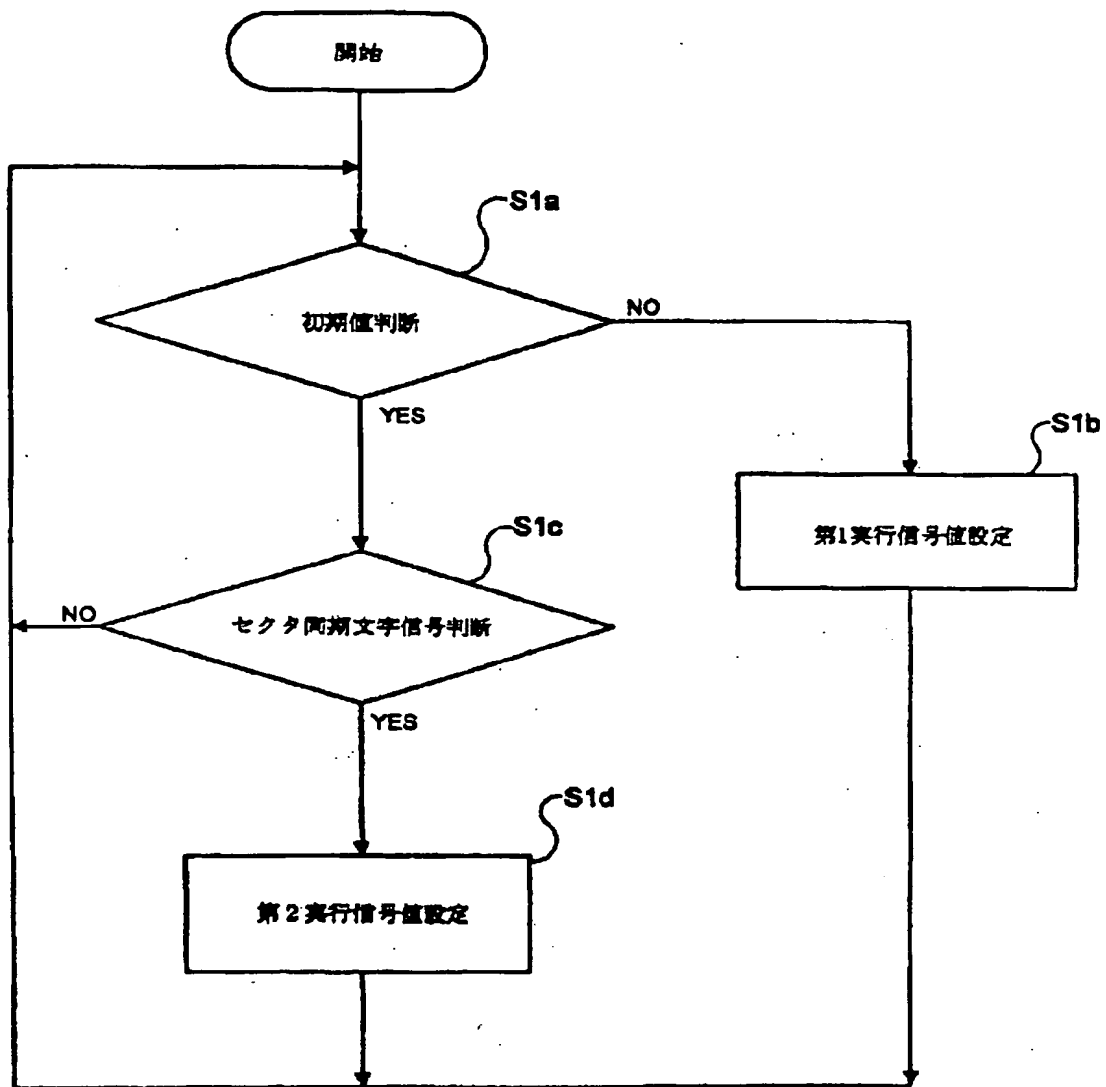 開始
S1a
初期値判断
NO
YES
S1b
第1実行信号値設定
S1c
セクタ同期文字信号判断
NO
YES
S1d
第2実行信号値設定